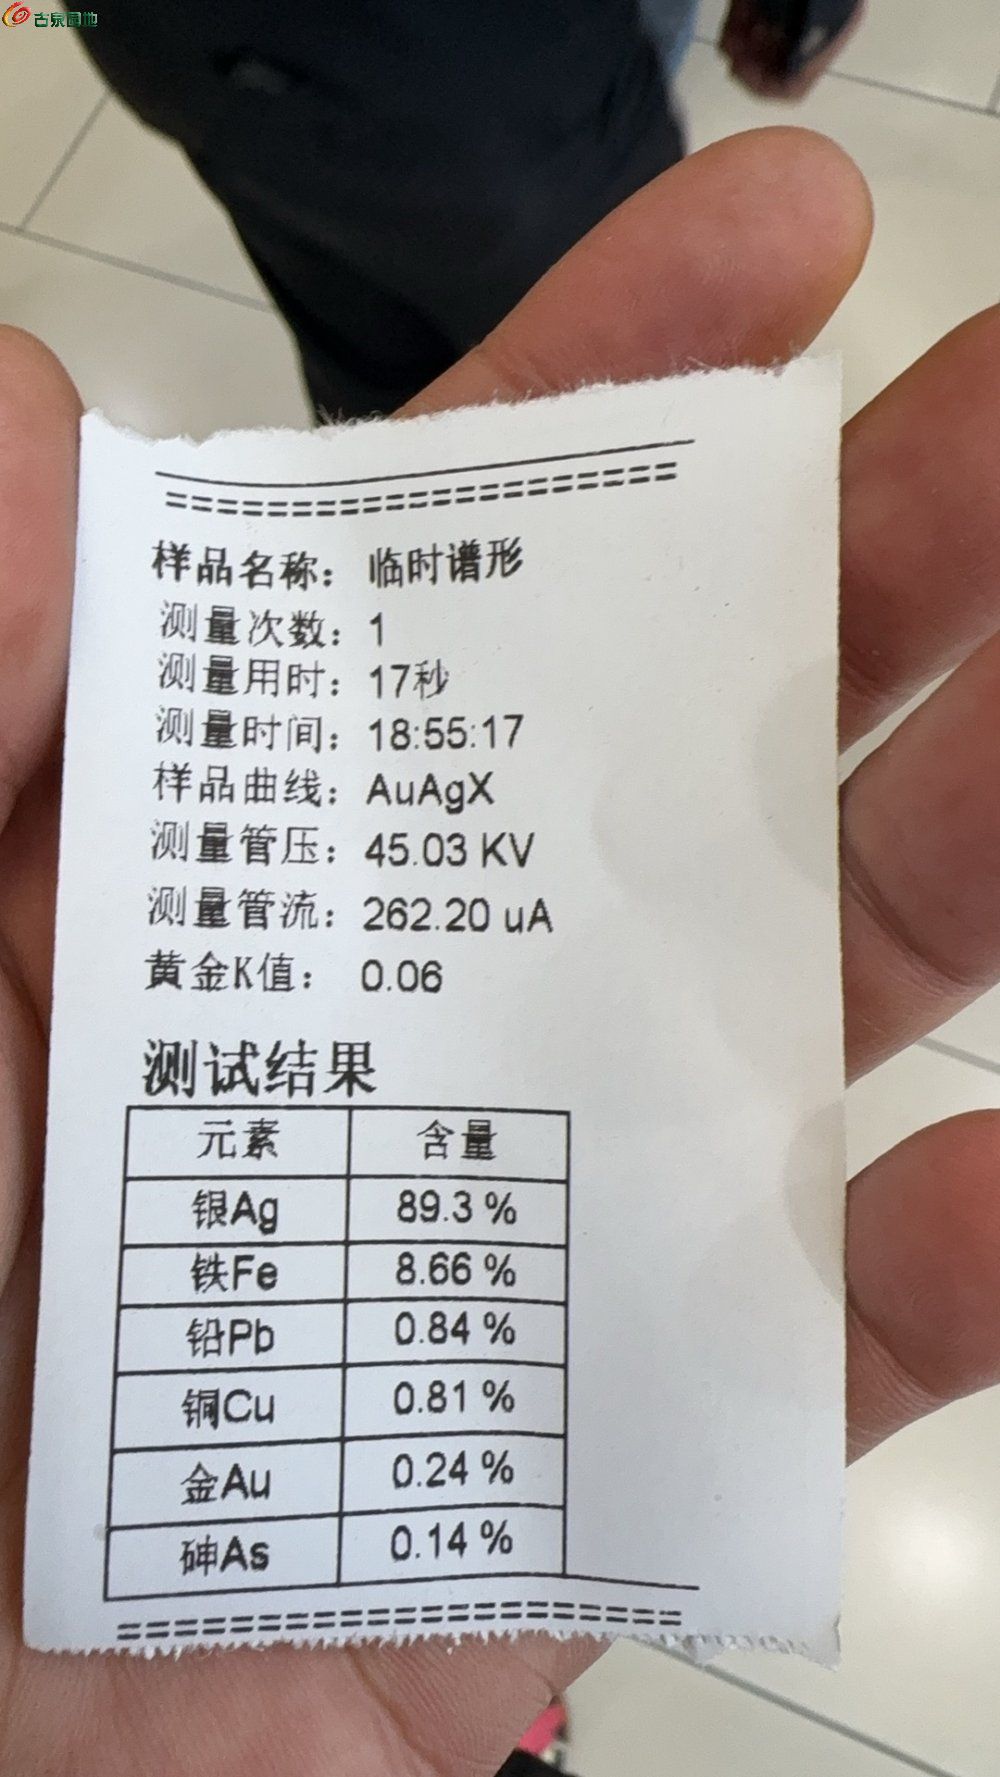 古泉园地
样品名称： 临时谱形
测量次数：1
测量用时：17秒
测量时间：18:55:17
样品曲线：AuAgX
测量管压：45.03 KV
测量管流：262.20 uA
黄金K值： 0.06
测试结果
元素 含量
银Ag 89.3 %
铁Fe 8.66 %
铅Pb 0.84 %
铜Cu 0.81 %
金Au 0.24 %
砷As 0.14 %